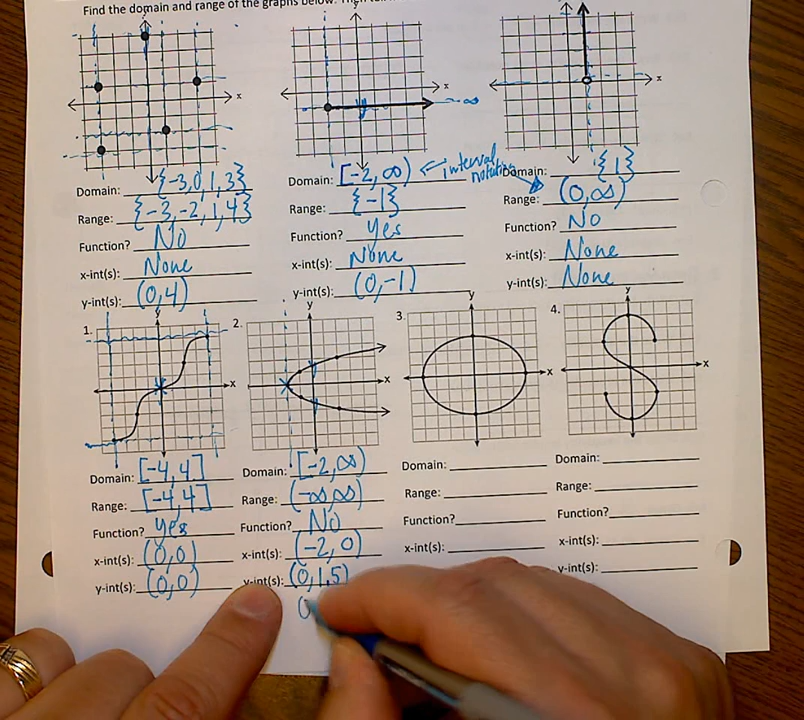 Find the domain and range of the graphs below.
y
x
Domain: {-3,0,1,3}
Range: {-3,-2,1,4}
Function? No
x-int(s): None
y-int(s): (0,4)
y
x
∞
Domain: [-2,∞) ← interval notation
Range: {-1}
Function? yes
x-int(s): None
y-int(s): (0,-1)
x
Domain: {1}
Range: (0,∞)
Function? No
x-int(s): None
y-int(s): None
1.
y
x
Domain: [-4,4]
Range: [-4,4]
Function? yes
x-int(s): (0,0)
y-int(s): (0,0)
2.
y
x
Domain: [-2,∞)
Range: (-∞,∞)
Function? No
x-int(s): (-2,0)
y-int(s): (0,1.5)
(
3.
y
x
Domain:
Range:
Function?
x-int(s):
4.
y
x
Domain:
Range:
Function?
x-int(s):
y-int(s):